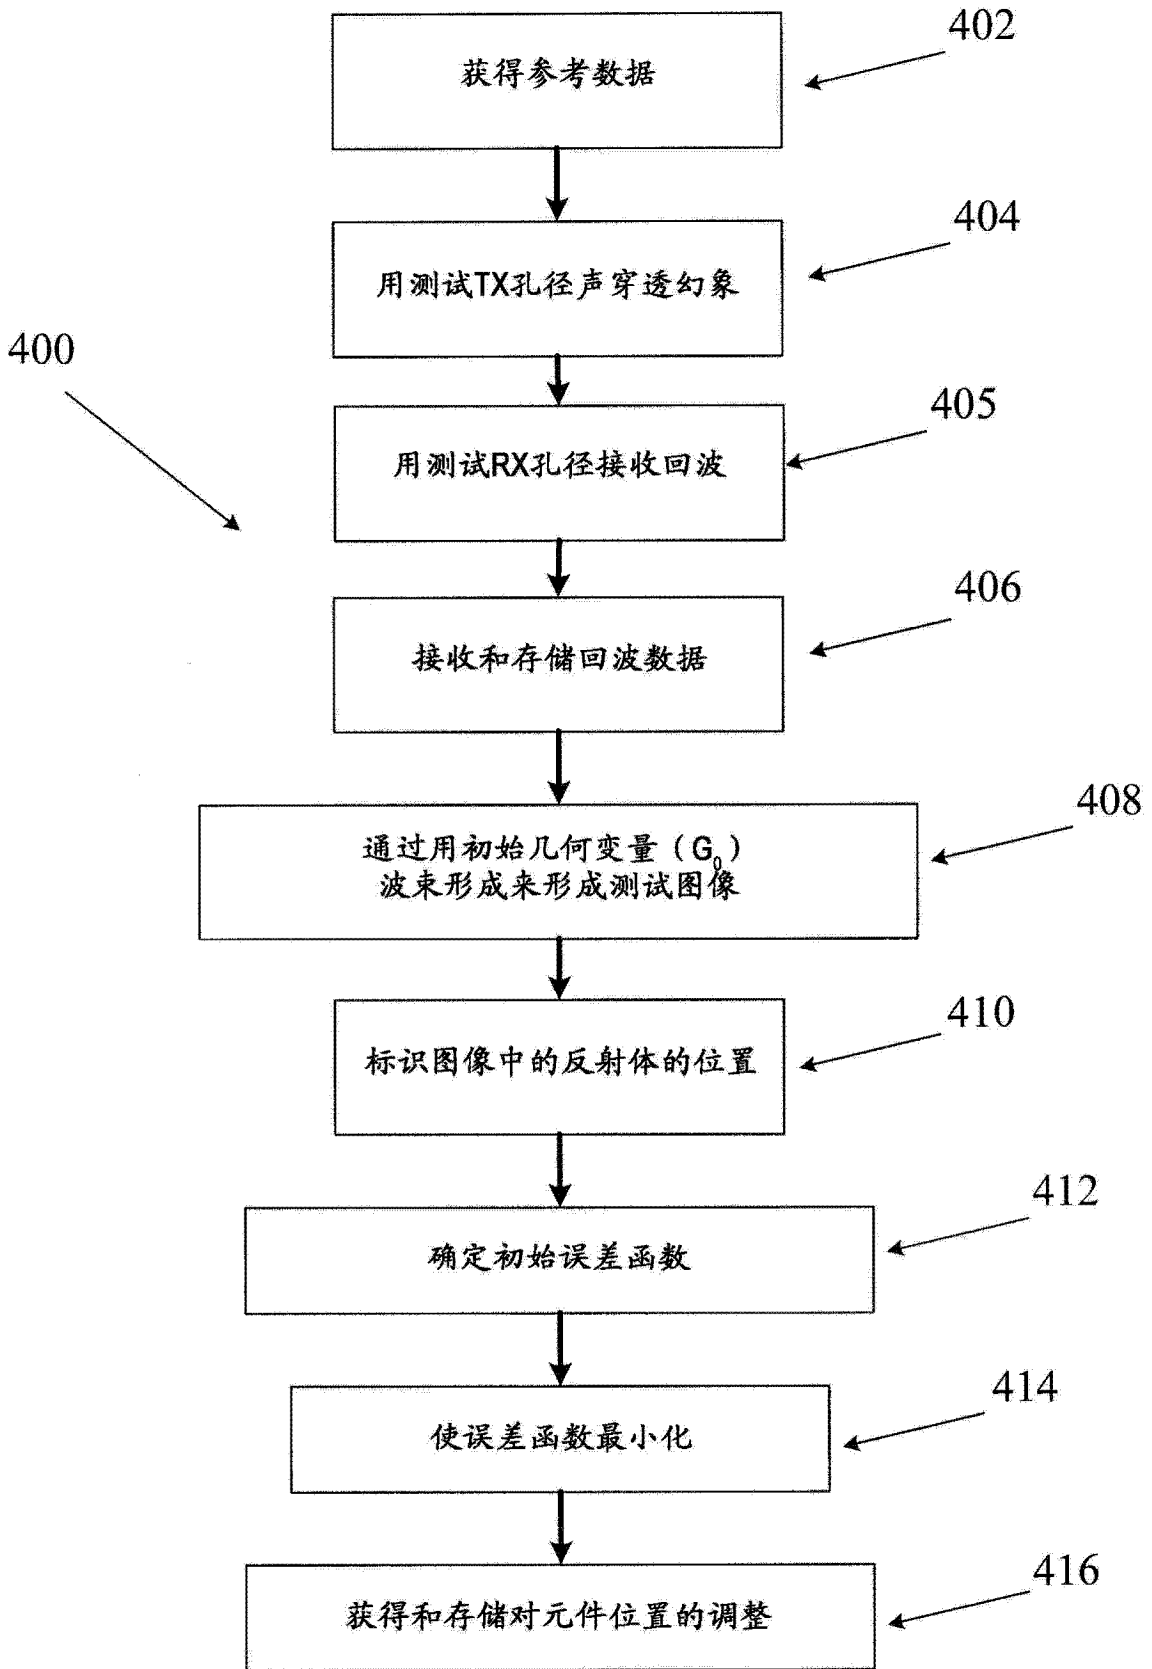 402
获得参考数据
404
用测试TX孔径声穿透幻象
400
405
用测试RX孔径接收回波
406
接收和存储回波数据
408
通过用初始几何变量（G₀）
波束形成来形成测试图像
410
标识图像中的反射体的位置
412
确定初始误差函数
414
使误差函数最小化
416
获得和存储对元件位置的调整